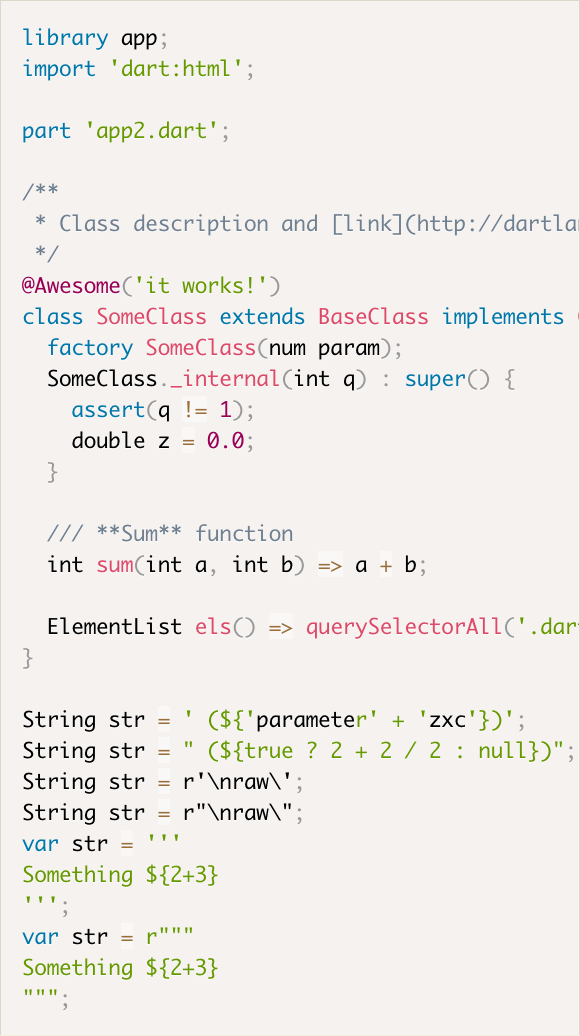 library app;
import 'dart:html';

part 'app2.dart';

/**
 * Class description and [link](http://dartla
 */
@Awesome('it works!')
class SomeClass extends BaseClass implements
  factory SomeClass(num param);
  SomeClass._internal(int q) : super() {
    assert(q != 1);
    double z = 0.0;
  }

  /// **Sum** function
  int sum(int a, int b) => a + b;

  ElementList els() => querySelectorAll('.dar
}

String str = ' (${'parameter' + 'zxc'})';
String str = " (${true ? 2 + 2 / 2 : null})";
String str = r'\nraw\';
String str = r"\nraw\";
var str = '''
Something ${2+3}
''';
var str = r"""
Something ${2+3}
""";